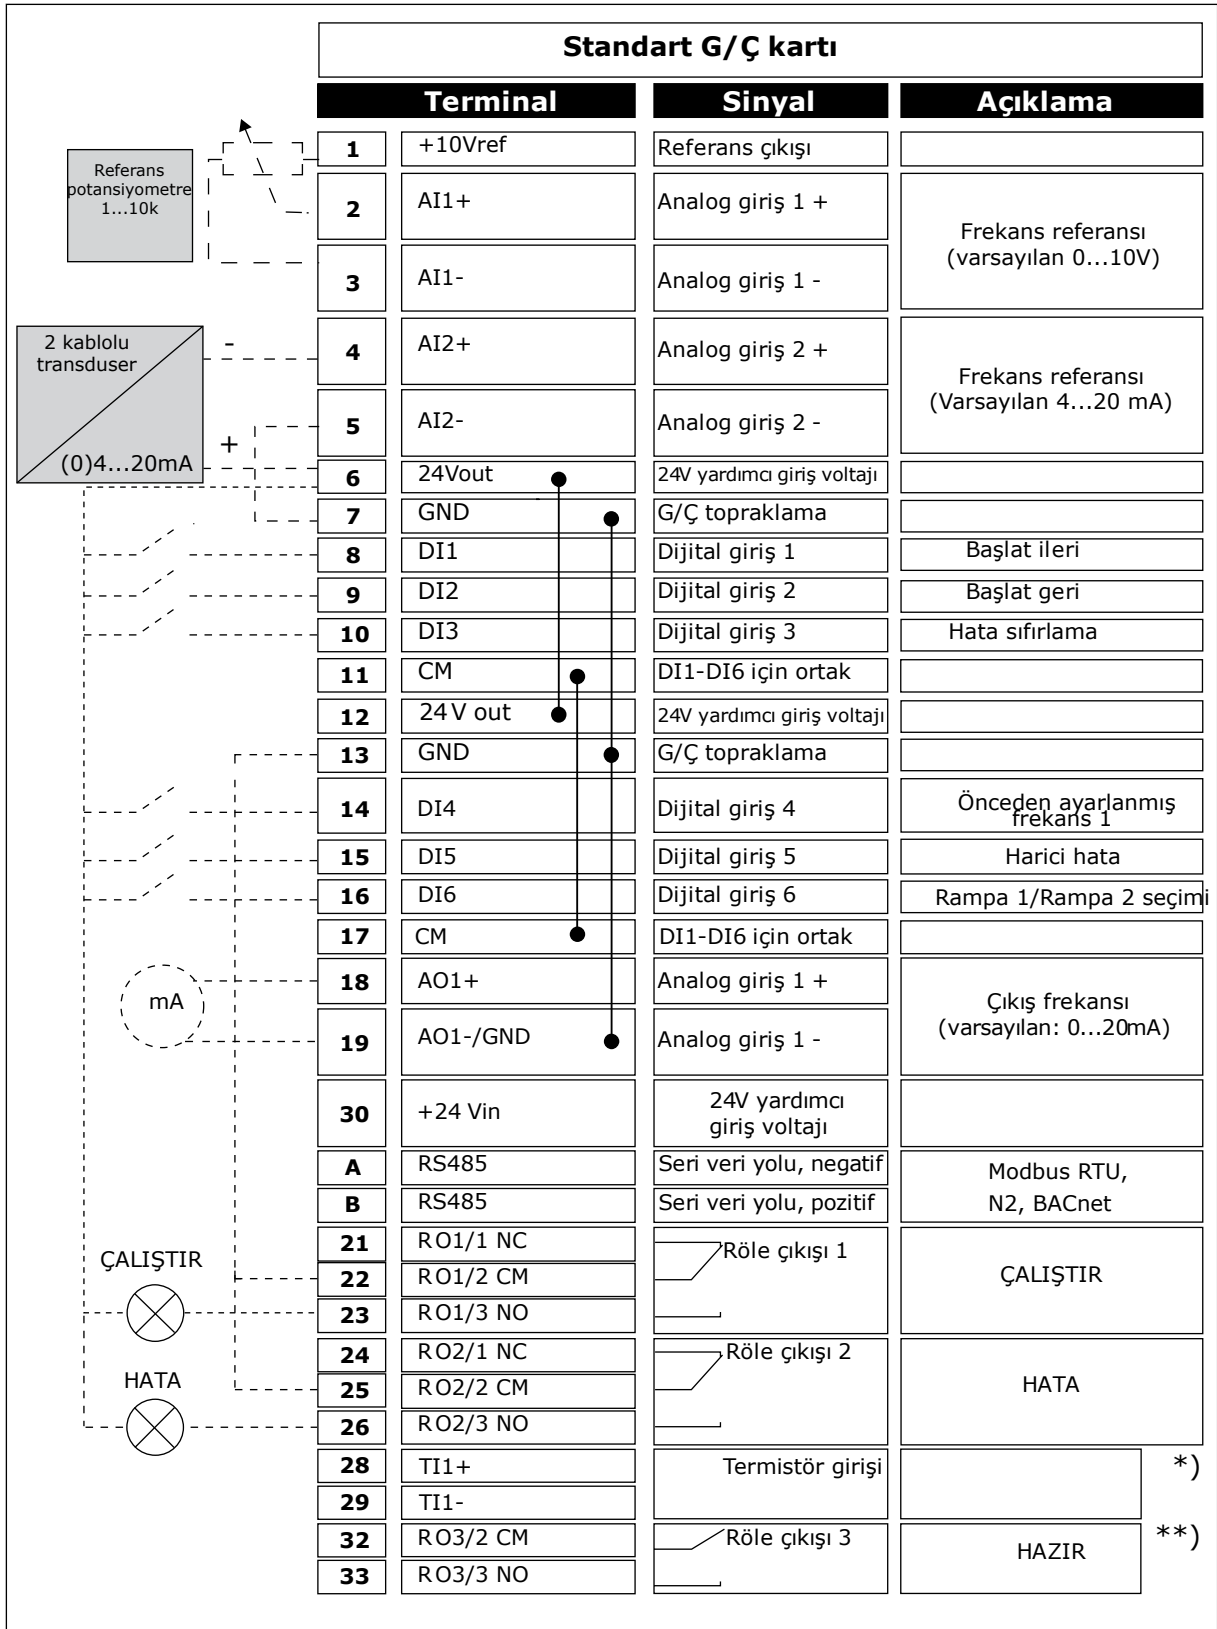 Standart G/Ç kartı
Terminal Sinyal Açıklama
Referans
potansiyometre
1...10k
1 +10Vref Referans çıkışı
2 AI1+ Analog giriş 1 +
3 AI1- Analog giriş 1 -
Frekans referansı
(varsayılan 0...10V)
2 kablolu
transduser
(0)4...20mA
-
+
4 AI2+ Analog giriş 2 +
5 AI2- Analog giriş 2 -
Frekans referansı
(Varsayılan 4...20 mA)
6 24Vout 24V yardımcı giriş voltajı
7 GND G/Ç topraklama
8 DI1 Dijital giriş 1 Başlat ileri
9 DI2 Dijital giriş 2 Başlat geri
10 DI3 Dijital giriş 3 Hata sıfırlama
11 CM DI1-DI6 için ortak
12 24V out 24V yardımcı giriş voltajı
13 GND G/Ç topraklama
14 DI4 Dijital giriş 4 Önceden ayarlanmış
frekans 1
15 DI5 Dijital giriş 5 Harici hata
16 DI6 Dijital giriş 6 Rampa 1/Rampa 2 seçimi
17 CM DI1-DI6 için ortak
mA
18 AO1+ Analog giriş 1 +
19 AO1-/GND Analog giriş 1 -
Çıkış frekansı
(varsayılan: 0...20mA)
30 +24 Vin 24V yardımcı
giriş voltajı
A RS485 Seri veri yolu, negatif
B RS485 Seri veri yolu, pozitif
Modbus RTU,
N2, BACnet
21 RO1/1 NC Röle çıkışı 1
ÇALIŞTIR
22 RO1/2 CM ÇALIŞTIR
23 RO1/3 NO
24 RO2/1 NC Röle çıkışı 2
HATA
25 RO2/2 CM HATA
26 RO2/3 NO
28 TI1+ Termistör girişi *)
29 TI1-
32 RO3/2 CM Röle çıkışı 3 HAZIR **)
33 RO3/3 NO